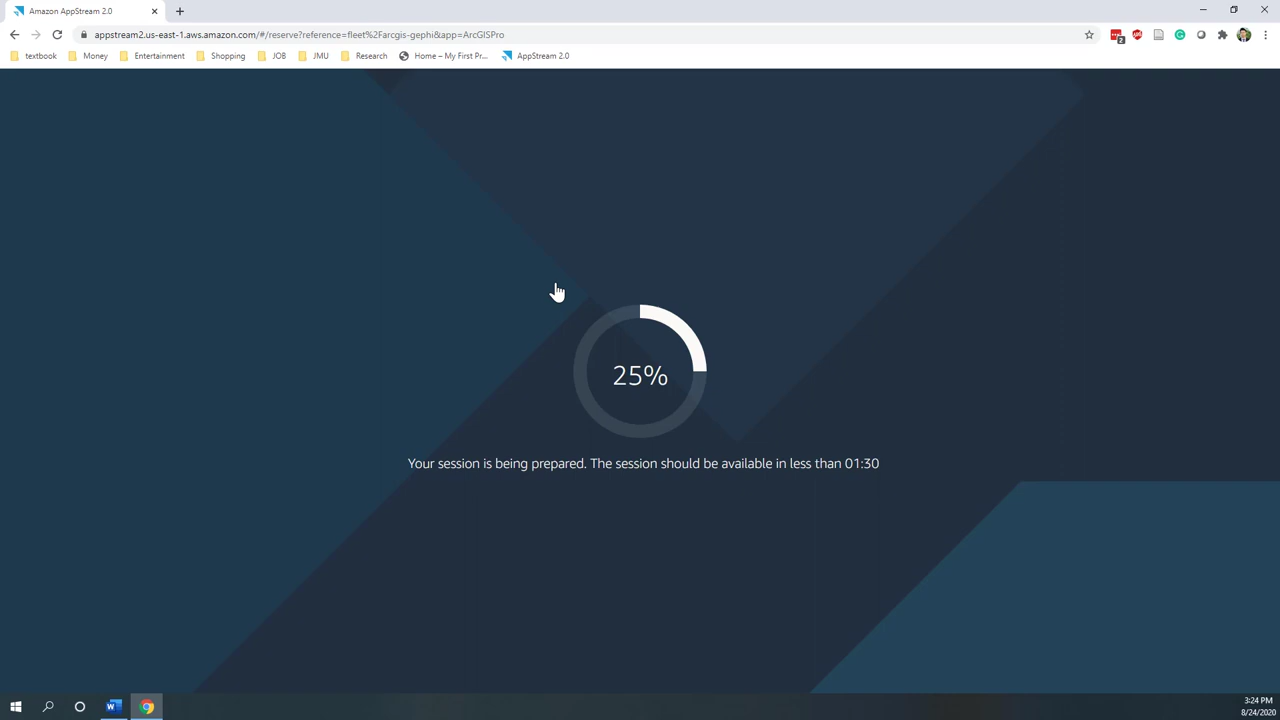 Amazon AppStream 2.0
appstream2.us-east-1.aws.amazon.com/#/reserve?reference=fleet%2Farcgis-gephi&app=ArcGISPro
2
textbook Money Entertainment Shopping JOB JMU Research Home – My First Pr... AppStream 2.0
25%
Your session is being prepared. The session should be available in less than 01:30
3:24 PM
8/24/2020